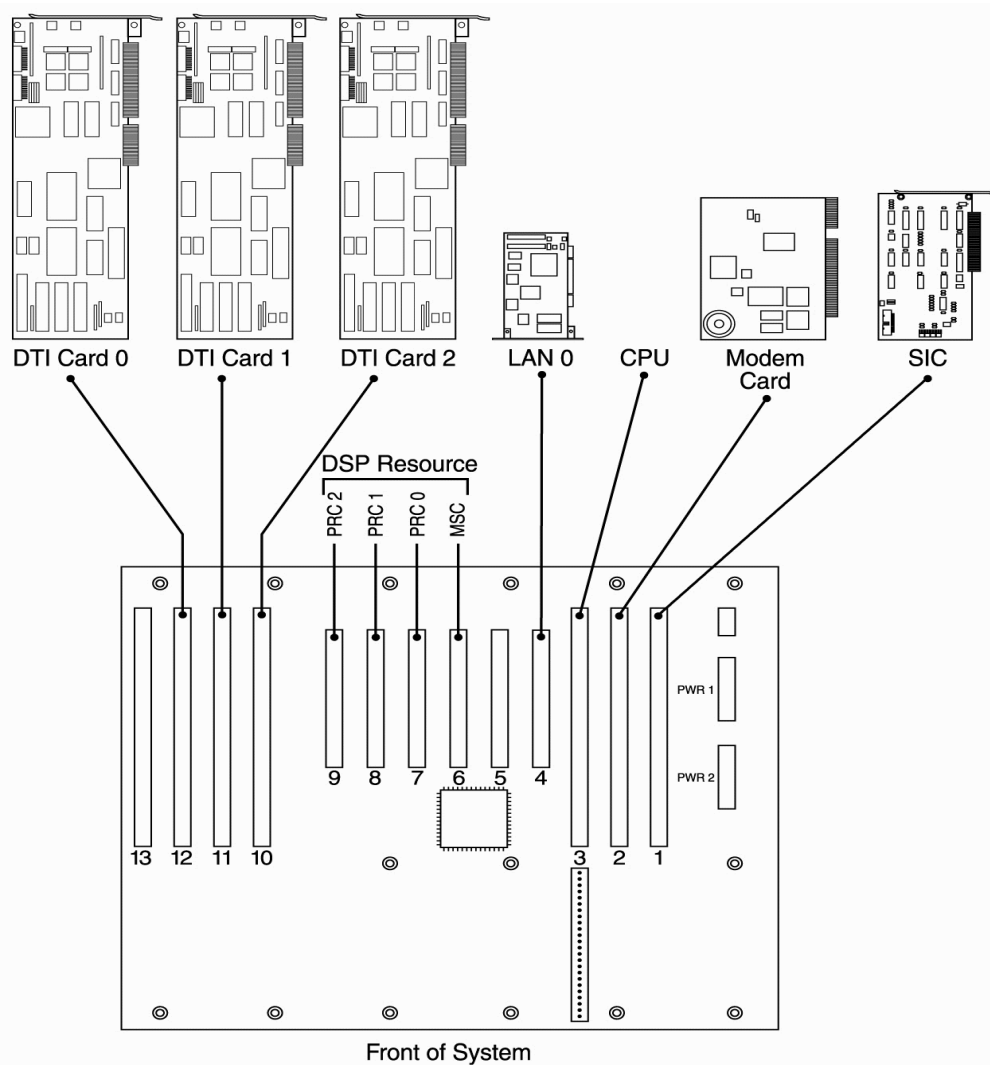 DTI Card 0
DTI Card 1
DTI Card 2
LAN 0
CPU
Modem
Card
SIC
DSP Resource
PRC 2
PRC 1
PRC 0
MSC
PWR 1
PWR 2
9
8
7
6
5
4
13
12
11
10
3
2
1
Front of System